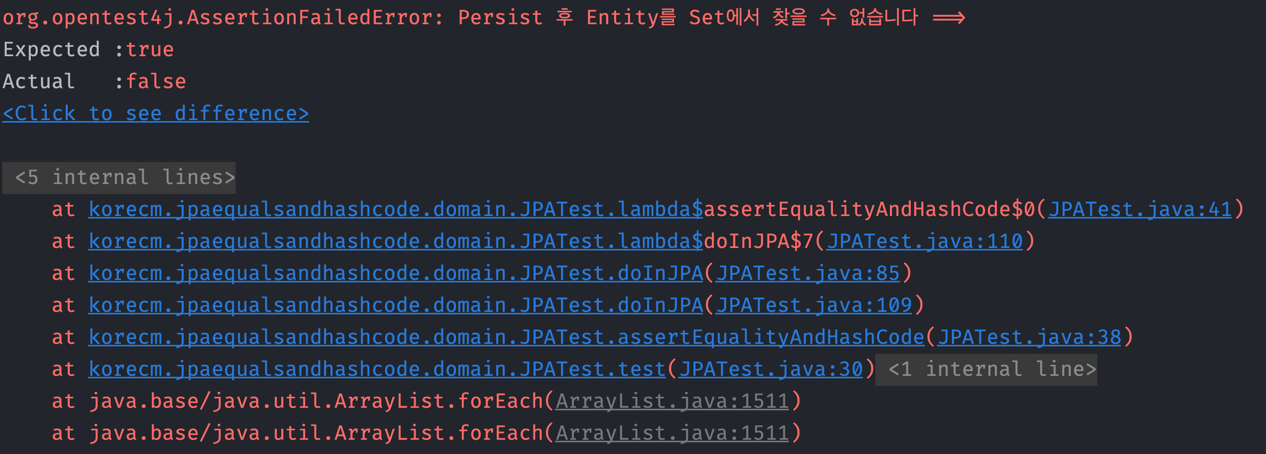 org.opentest4j.AssertionFailedError: Persist 후 Entity를 Set에서 찾을 수 없습니다 ==>
Expected :true
Actual   :false
<Click to see difference>
<5 internal lines>
at korecm.jpaequalsandhashcode.domain.JPATest.lambda$assertEqualityAndHashCode$0(JPATest.java:41)
at korecm.jpaequalsandhashcode.domain.JPATest.lambda$doInJPA$7(JPATest.java:110)
at korecm.jpaequalsandhashcode.domain.JPATest.doInJPA(JPATest.java:85)
at korecm.jpaequalsandhashcode.domain.JPATest.doInJPA(JPATest.java:109)
at korecm.jpaequalsandhashcode.domain.JPATest.assertEqualityAndHashCode(JPATest.java:38)
at korecm.jpaequalsandhashcode.domain.JPATest.test(JPATest.java:30) <1 internal line>
at java.base/java.util.ArrayList.forEach(ArrayList.java:1511)
at java.base/java.util.ArrayList.forEach(ArrayList.java:1511)